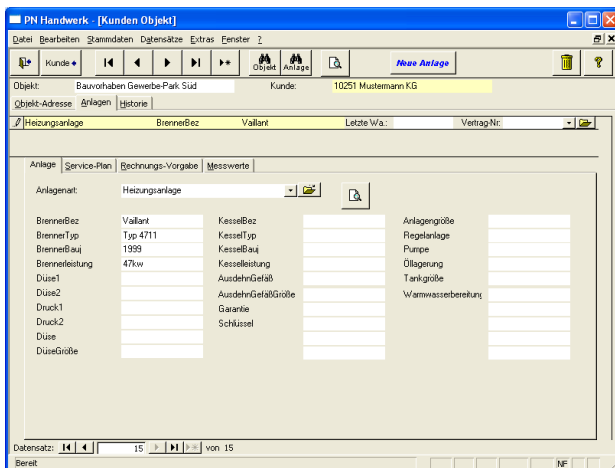 PN Handwerk - [Kunden Objekt]
Datei Bearbeiten Stammdaten Datensätze Extras Fenster ?
Kunde Objekt Anlage Neue Anlage ?
Objekt: Bauvorhaben Gewerbe-Park Süd Kunde: 10251 Mustermann KG
Objekt-Adresse Anlagen Historie
Heizungsanlage BrennerBez Vaillant Letzte Wa.: Vertrag-Nr:
Anlage Service-Plan Rechnungs-Vorgabe Messwerte
Anlagenart: Heizungsanlage
BrennerBez Vaillant KesselBez Anlagengröße
BrennerTyp Typ 4711 KesselTyp Regelanlage
BrennerBauj 1999 KesselBauj Pumpe
Brennerleistung 47kw Kesselleistung Öllagerung
Düse1 AusdehnGefäß Tankgröße
Düse2 AusdehnGefäßGröße Warmwasserbereitung
Druck1 Garantie
Druck2 Schlüssel
Düse
DüseGröße
Datensatz: 15 von 15
Bereit NF